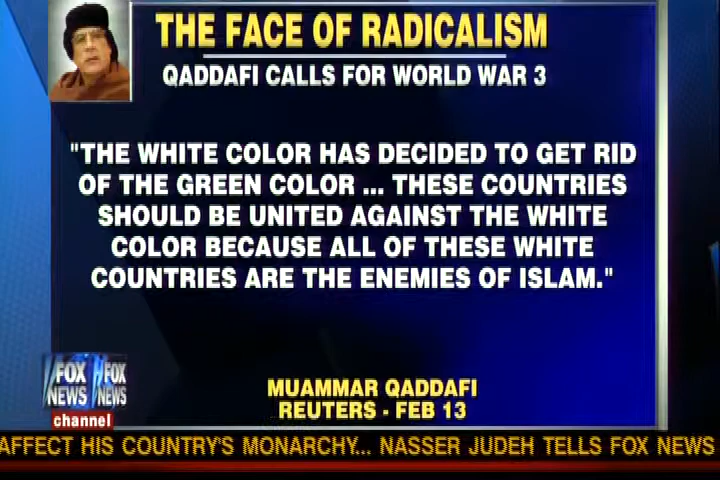 THE FACE OF RADICALISM
QADDAFI CALLS FOR WORLD WAR 3
"THE WHITE COLOR HAS DECIDED TO GET RID
OF THE GREEN COLOR ... THESE COUNTRIES
SHOULD BE UNITED AGAINST THE WHITE
COLOR BECAUSE ALL OF THESE WHITE
COUNTRIES ARE THE ENEMIES OF ISLAM."
MUAMMAR QADDAFI
REUTERS - FEB 13
FOX NEWS FOX NEWS
channel
AFFECT HIS COUNTRY'S MONARCHY... NASSER JUDEH TELLS FOX NEWS